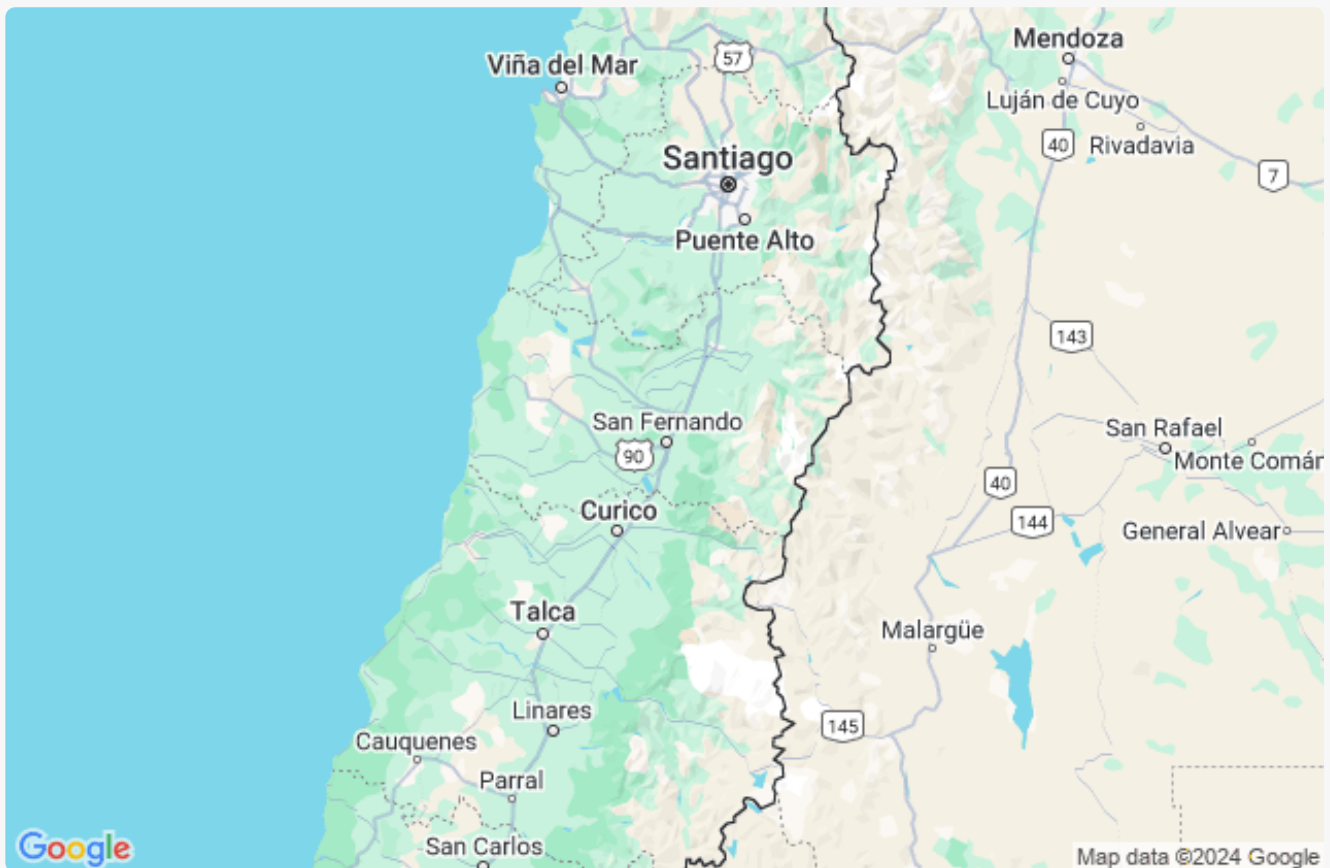 Mendoza
57
Viña del Mar
Luján de Cuyo
Rivadavia
40
Santiago
7
Puente Alto
143
San Fernando
San Rafael
90
Monte Comán
40
Curico
144
General Alvear
Talca
Malargüe
Linares
145
Cauquenes
Parral
San Carlos
Google
Map data ©2024 Google